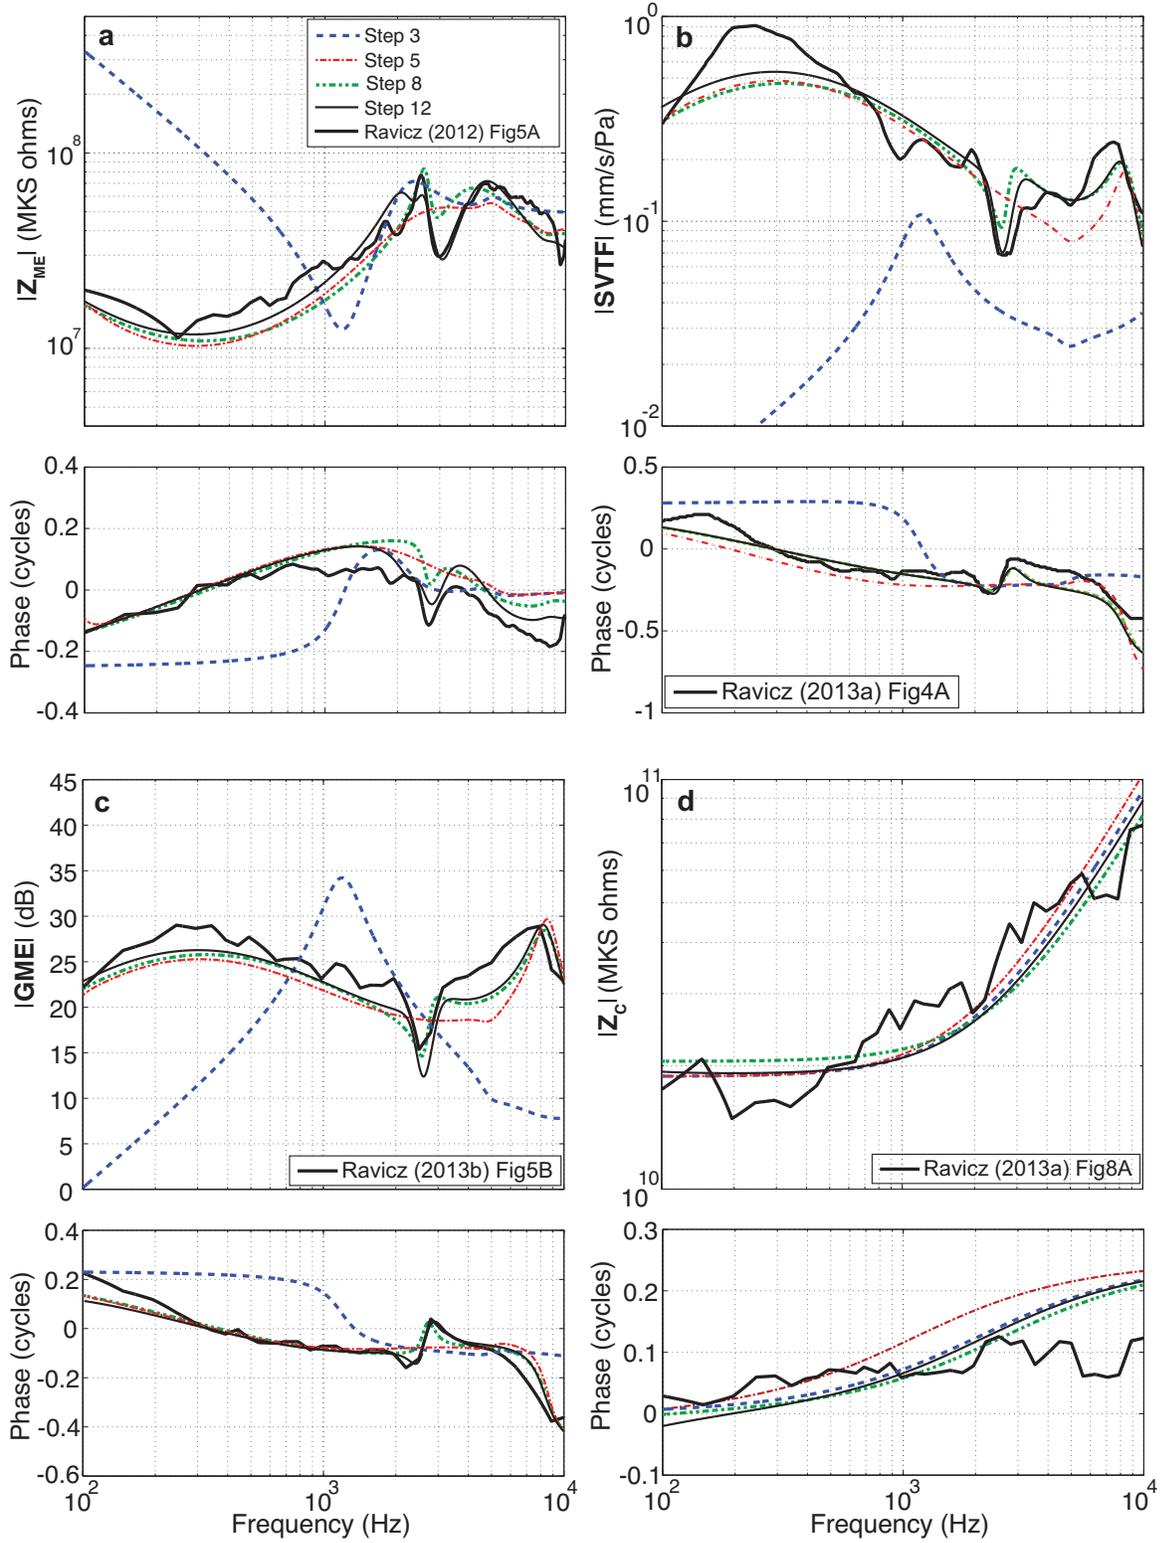 a
Step 3
Step 5
Step 8
Step 12
Ravicz (2012) Fig5A
|Z_ME| (MKS ohms)
10^8
10^7
Phase (cycles)
0.4
0.2
0
-0.2
-0.4
b
|SVTF| (mm/s/Pa)
10^0
10^-1
10^-2
Phase (cycles)
0.5
0
-0.5
-1
Ravicz (2013a) Fig4A
c
|GME| (dB)
45
40
35
30
25
20
15
10
5
0
Ravicz (2013b) Fig5B
Phase (cycles)
0.4
0.2
0
-0.2
-0.4
-0.6
10^2
10^3
10^4
Frequency (Hz)
d
|Z_C| (MKS ohms)
10^11
10^10
Ravicz (2013a) Fig8A
Phase (cycles)
0.3
0.2
0.1
0
-0.1
10^2
10^3
10^4
Frequency (Hz)